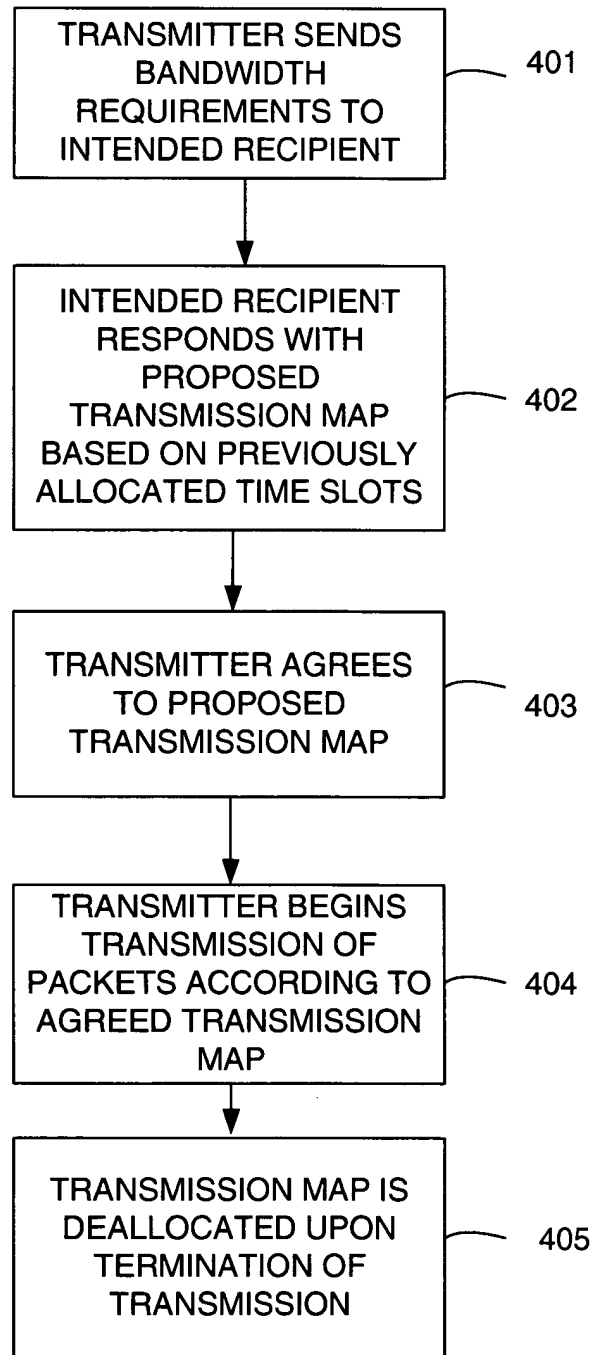 TRANSMITTER SENDS
BANDWIDTH
REQUIREMENTS TO
INTENDED RECIPIENT
401
INTENDED RECIPIENT
RESPONDS WITH
PROPOSED
TRANSMISSION MAP
BASED ON PREVIOUSLY
ALLOCATED TIME SLOTS
402
TRANSMITTER AGREES
TO PROPOSED
TRANSMISSION MAP
403
TRANSMITTER BEGINS
TRANSMISSION OF
PACKETS ACCORDING TO
AGREED TRANSMISSION
MAP
404
TRANSMISSION MAP IS
DEALLOCATED UPON
TERMINATION OF
TRANSMISSION
405